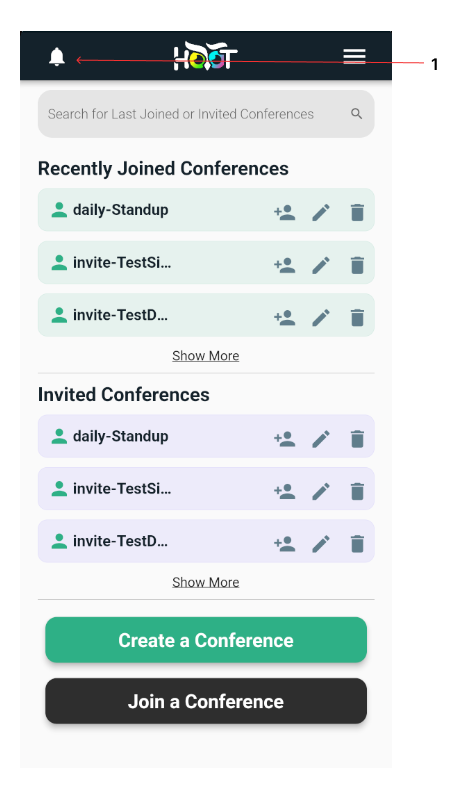 HOOT
1
Search for Last Joined or Invited Conferences
Recently Joined Conferences
daily-Standup
invite-TestSi...
invite-TestD...
Show More
Invited Conferences
daily-Standup
invite-TestSi...
invite-TestD...
Show More
Create a Conference
Join a Conference